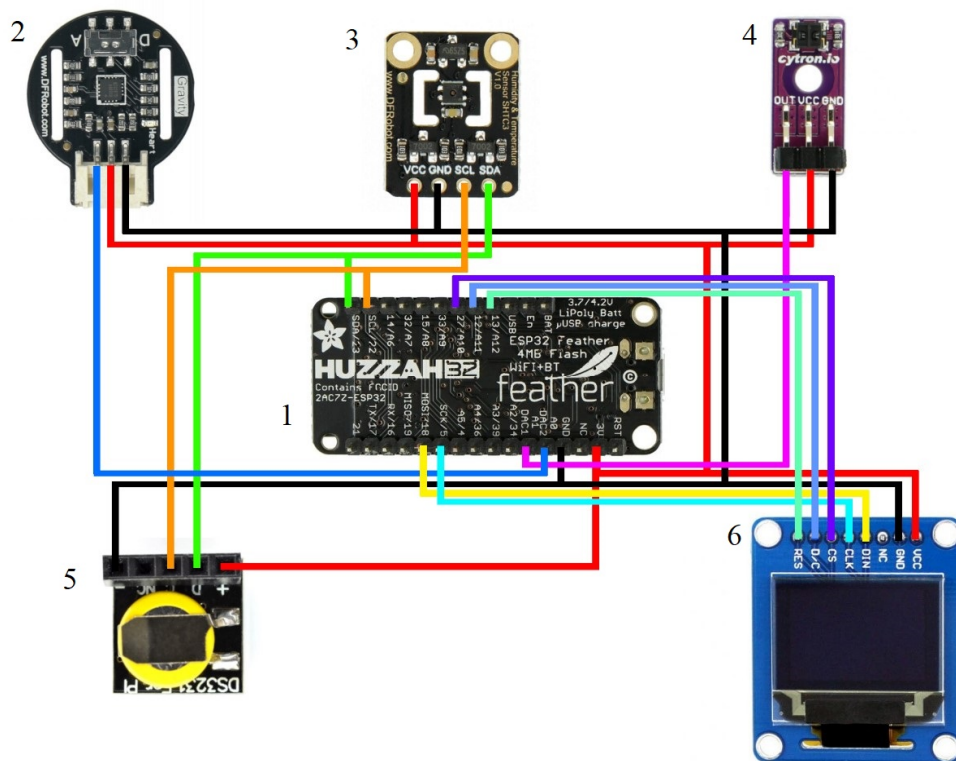 2
A D
www.DFRobot.com
Gravity
Heart
3
www.DFRobot.com
Humidity & Temperature
Sensor SHTC3
V1.0
VCC GND SCL SDA
4
cytron.io
OUT VCC GND
1
SDA/23
SCL/22
14/A6
32/A7
15/A8
33/A9
27/A10
12/A11
13/A12
USB
En
BAT
3.7/4.2V
LiPoly Batt
µUSB charge
ESP32 Feather
4MB Flash
WiFI+BT
HUZZAH32
feather
Contains FCCID
2AC7Z-ESP32
21
TX/17
RX/16
MISO/19
MOSI/18
SCK/5
A5/4
A4/36
A3/39
A2/34
DAC1
A1
DAC2
A0
GND
NC
3V
RST
5
- NC D +
DS3231 For PI
6
RES
D/C
CS
CLK
DIN
NC
GND
VCC